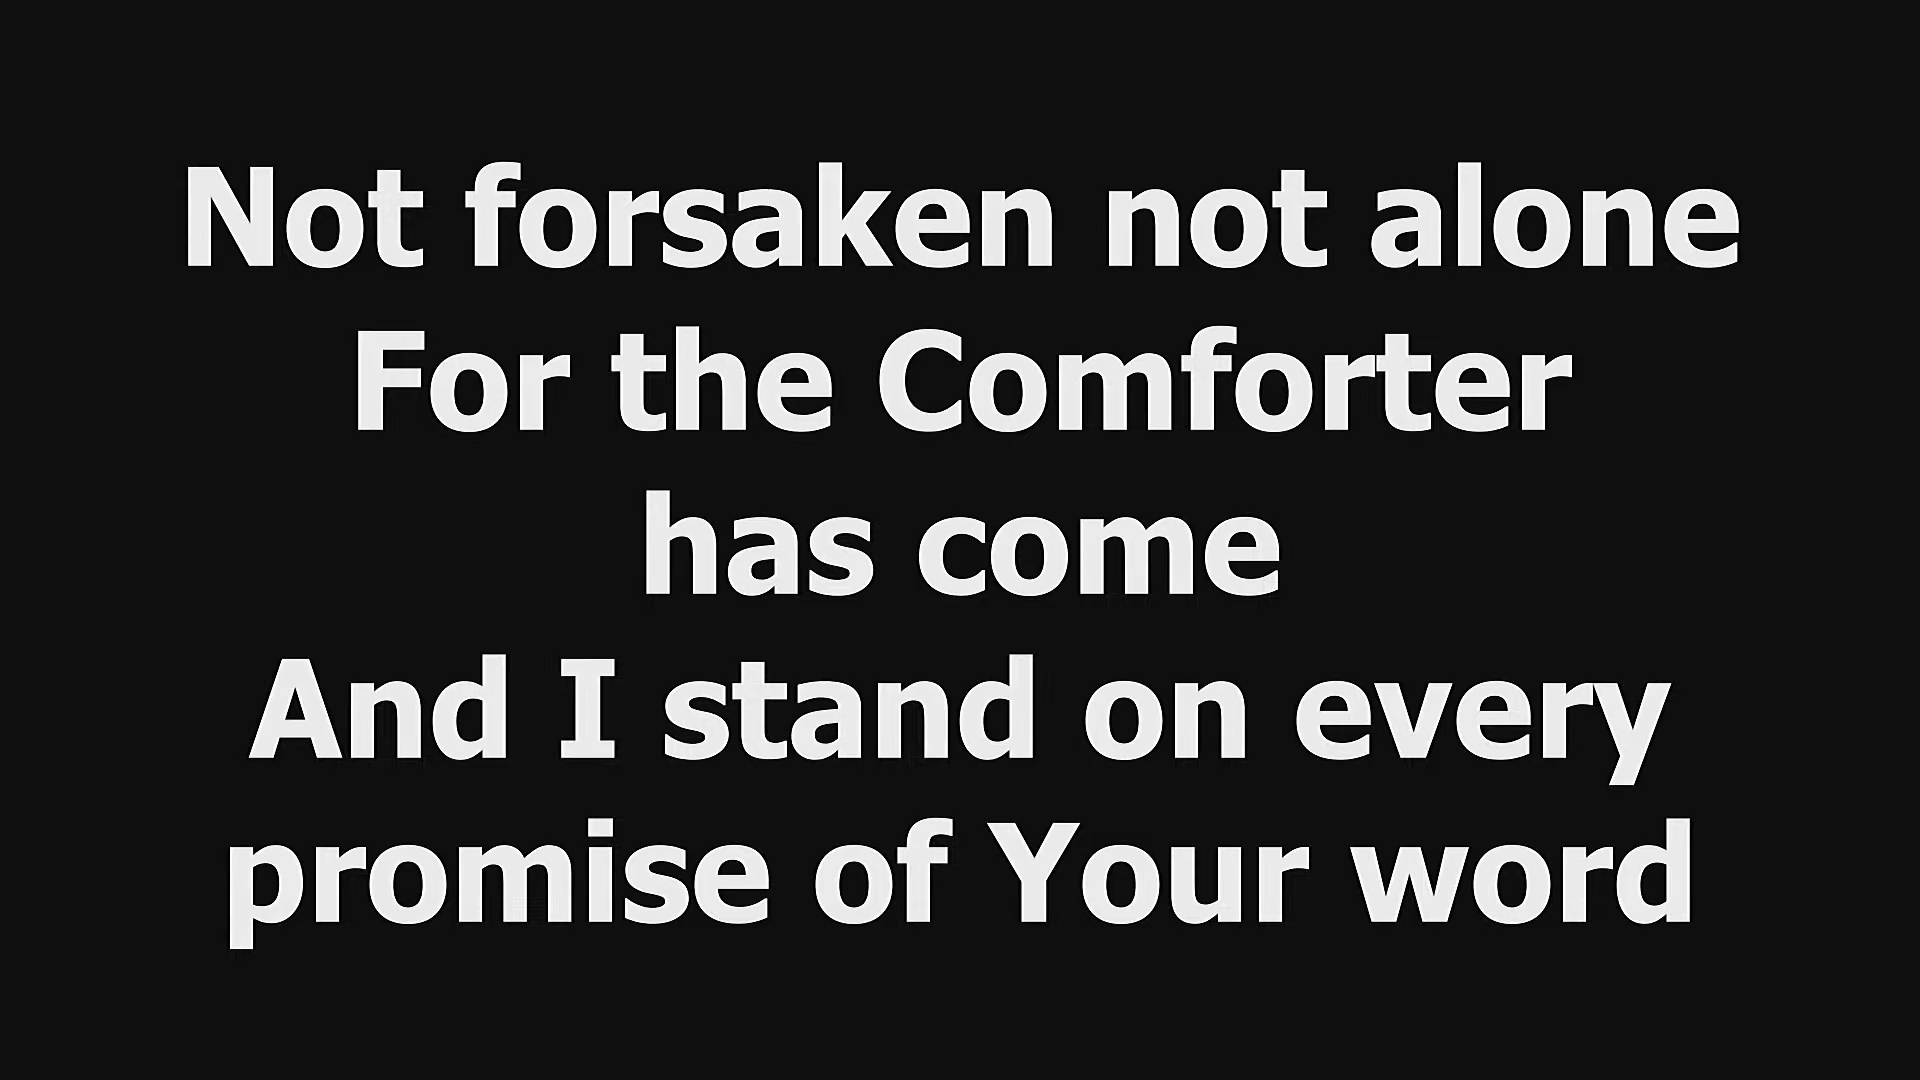 Not forsaken not alone
For the Comforter
has come
And I stand on every
promise of Your word